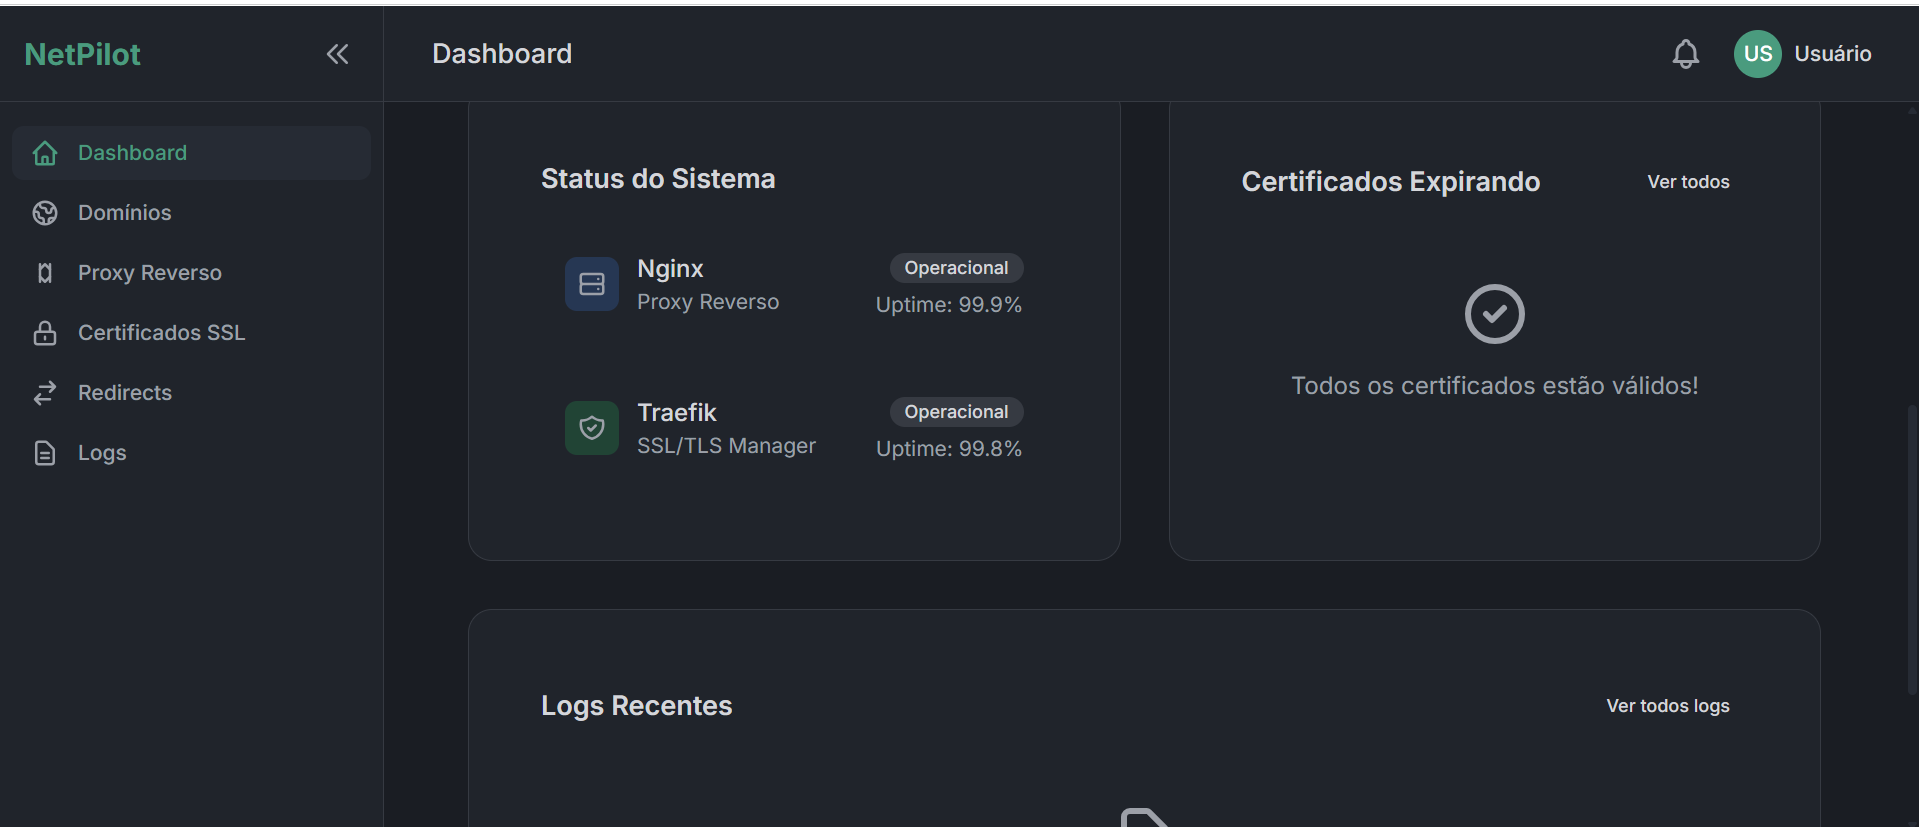 NetPilot
Dashboard
US
Usuário
Dashboard
Domínios
Proxy Reverso
Certificados SSL
Redirects
Logs
Status do Sistema
Nginx
Proxy Reverso
Operacional
Uptime: 99.9%
Traefik
SSL/TLS Manager
Operacional
Uptime: 99.8%
Certificados Expirando
Ver todos
Todos os certificados estão válidos!
Logs Recentes
Ver todos logs